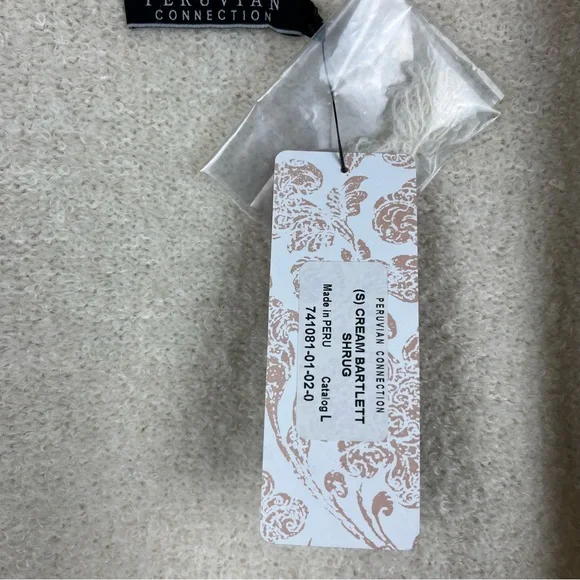 PERUVIAN
CONNECTION
PERUVIAN CONNECTION
(S) CREAM BARTLETT
SHRUG
Made in PERU Catalog L
741081-01-02-0